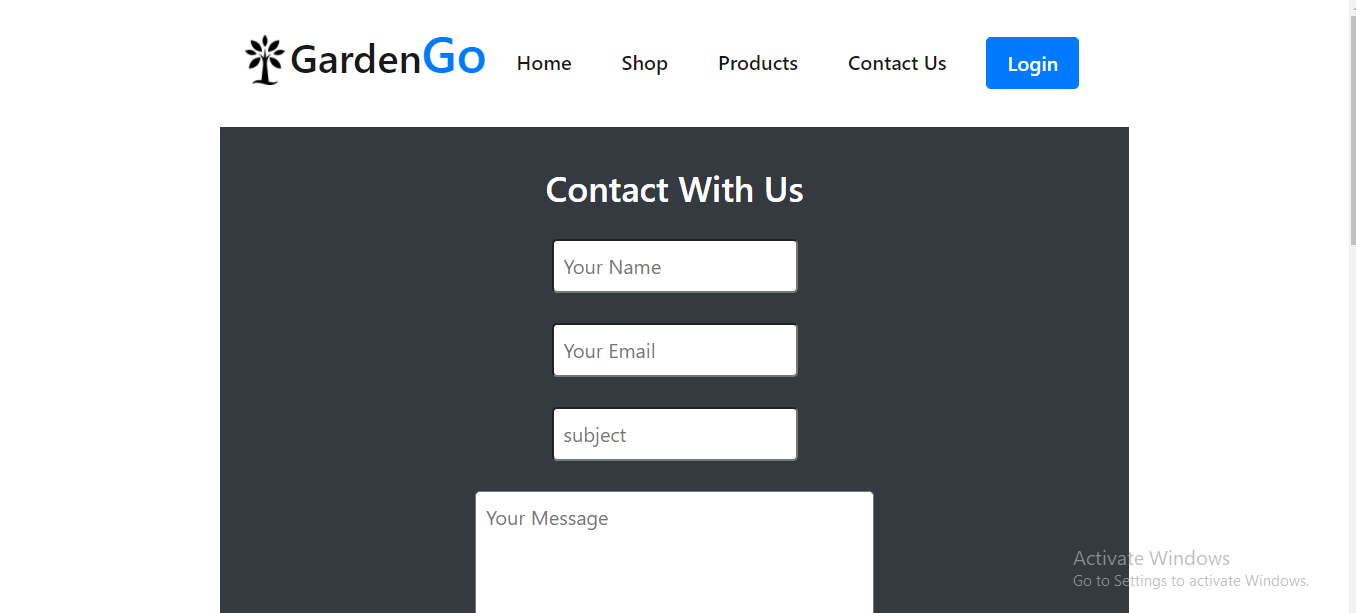 GardenGo Home Shop Products Contact Us Login
Contact With Us
Your Name
Your Email
subject
Your Message
Activate Windows
Go to Settings to activate Windows.